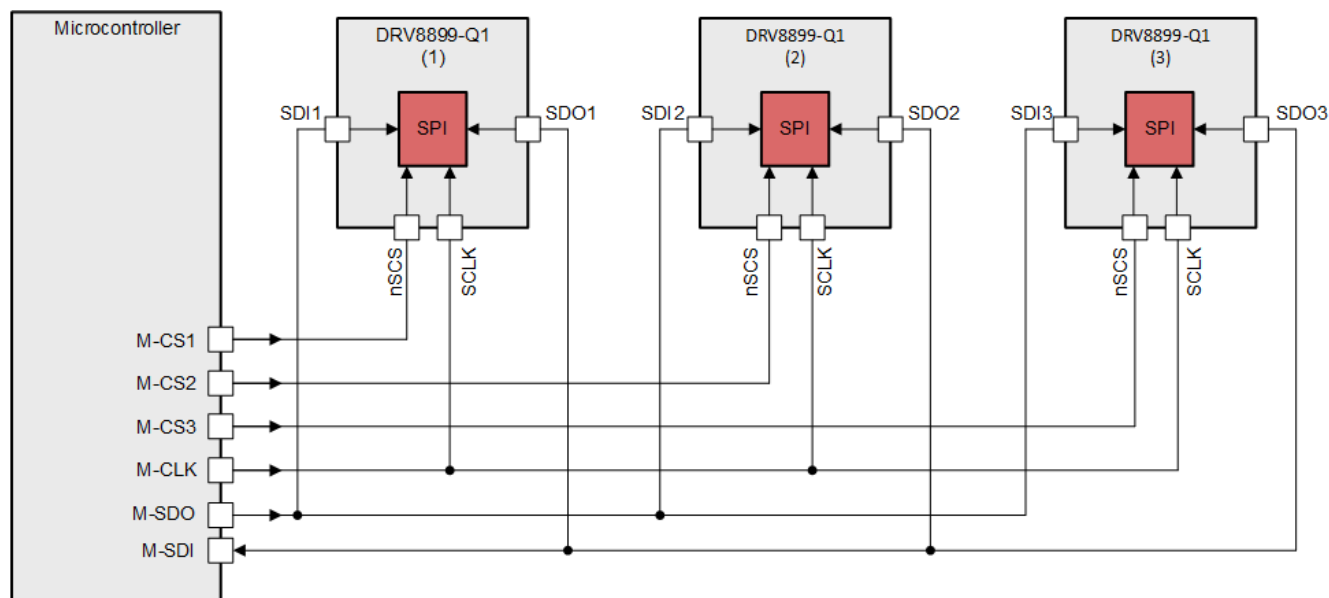 Microcontroller
DRV8899-Q1
(1)
DRV8899-Q1
(2)
DRV8899-Q1
(3)
SDI1
SPI
SDO1
SDI2
SPI
SDO2
SDI3
SPI
SDO3
nSCS
SCLK
nSCS
SCLK
nSCS
SCLK
M-CS1
M-CS2
M-CS3
M-CLK
M-SDO
M-SDI